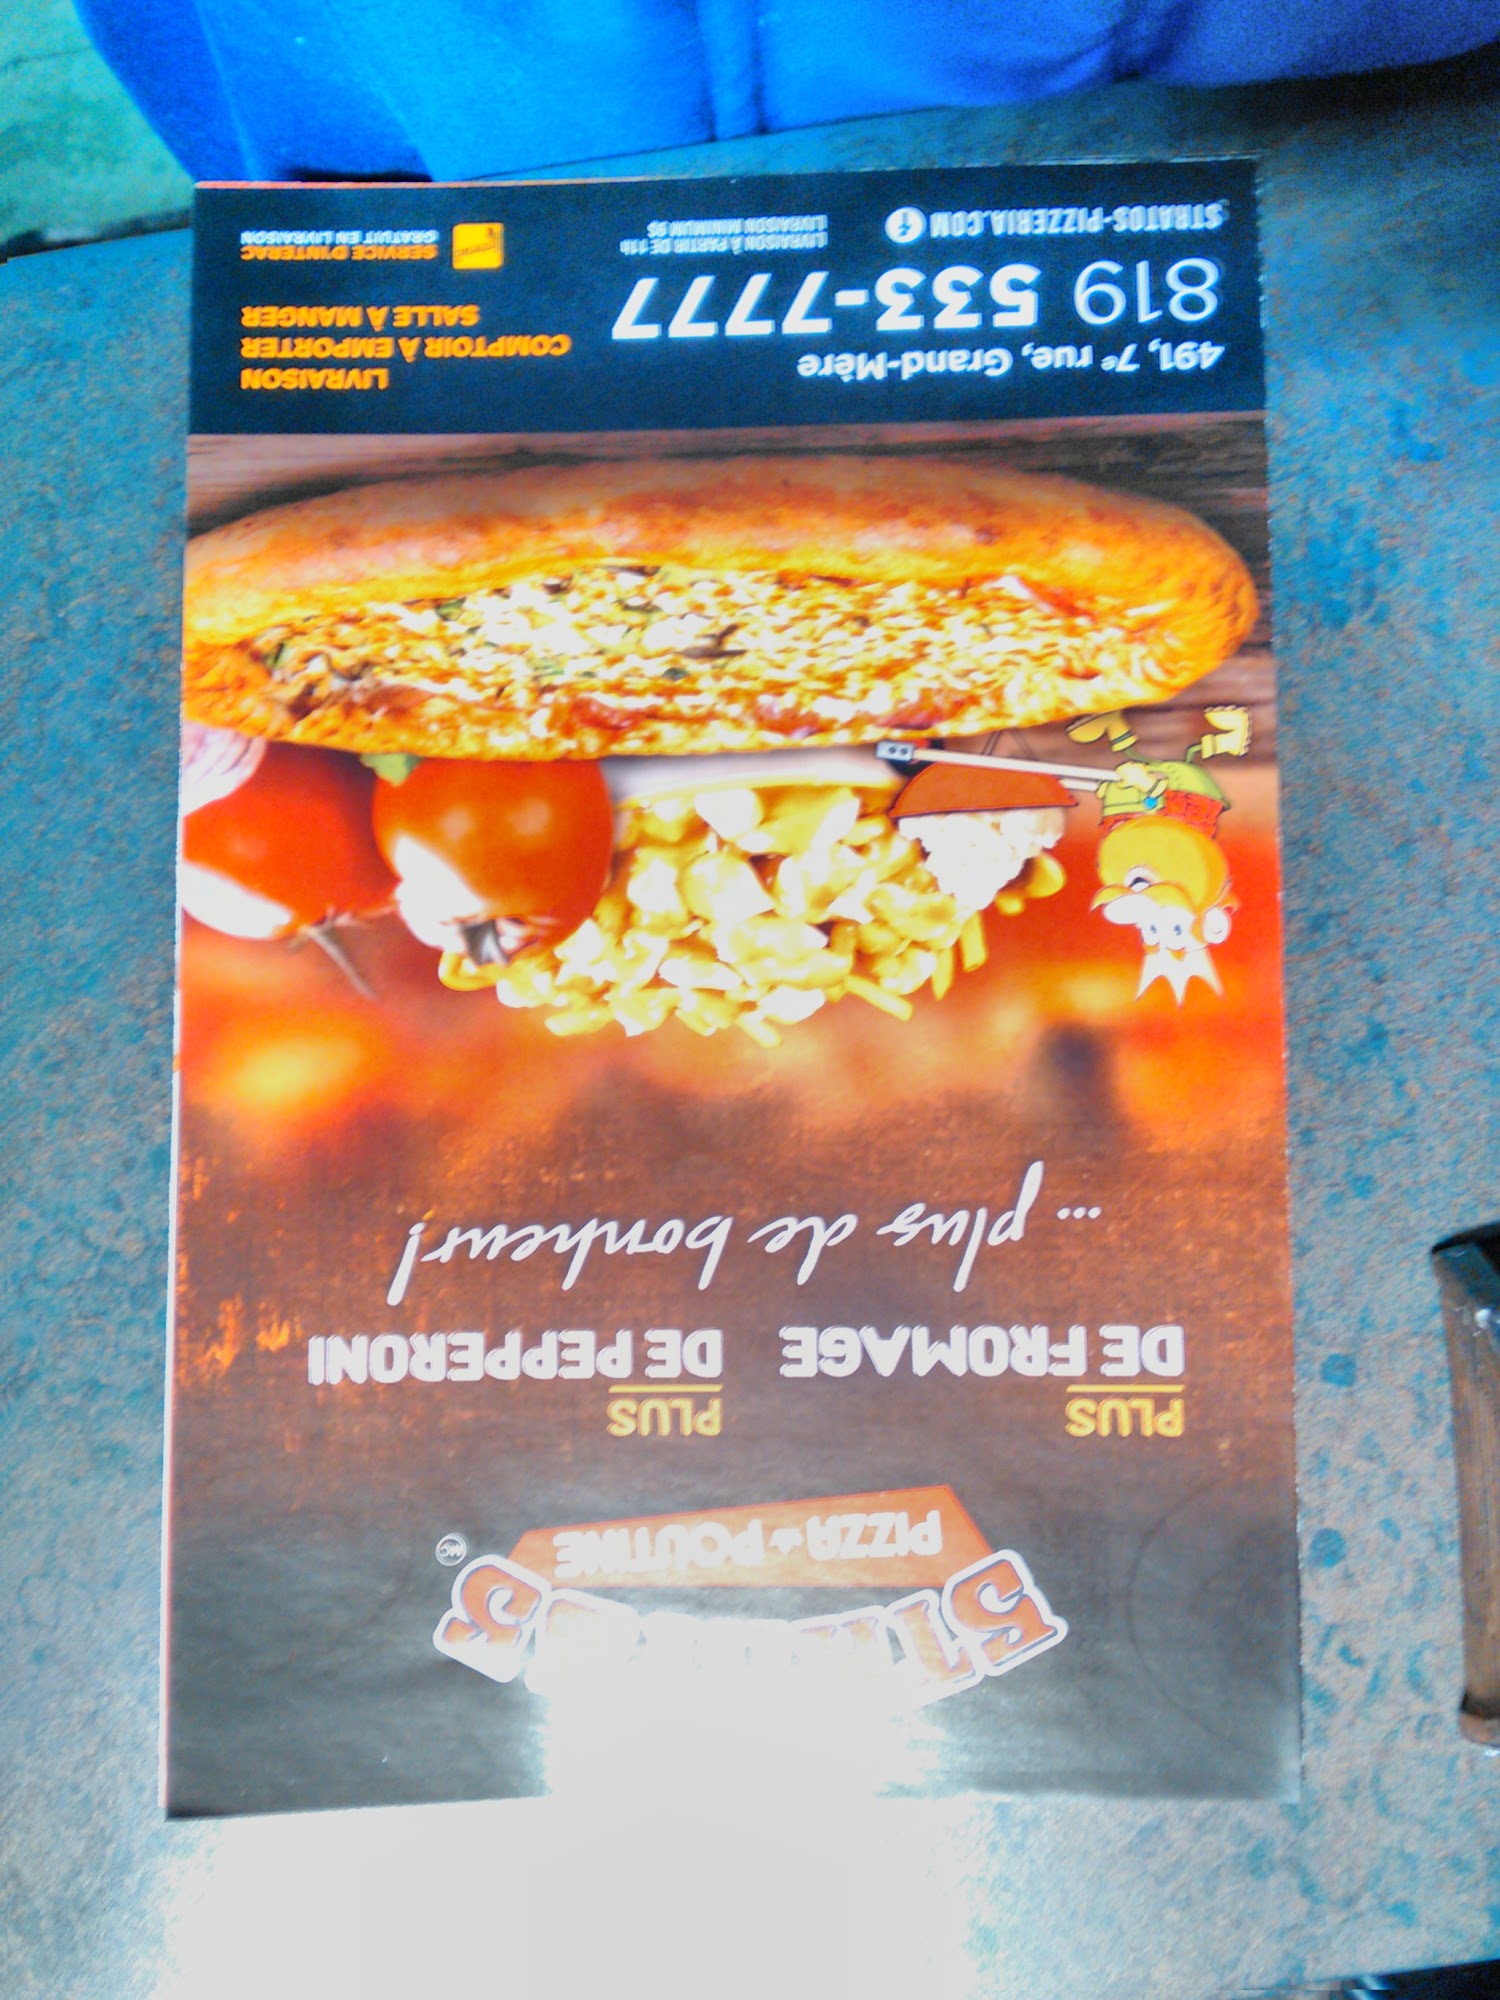 STRATOS
PIZZA + POUTINE
MC
PLUS
DE FROMAGE
PLUS
DE PEPPERONI
... plus de bonheur!
491, 7e rue, Grand-Mère
819 533-7777
STRATOS-PIZZERIA.COM
LIVRAISON À PARTIR DE 11h
LIVRAISON MINIMUM 9$
LIVRAISON
COMPTOIR À EMPORTER
SALLE À MANGER
SERVICE D'INTERAC
GRATUIT EN LIVRAISON